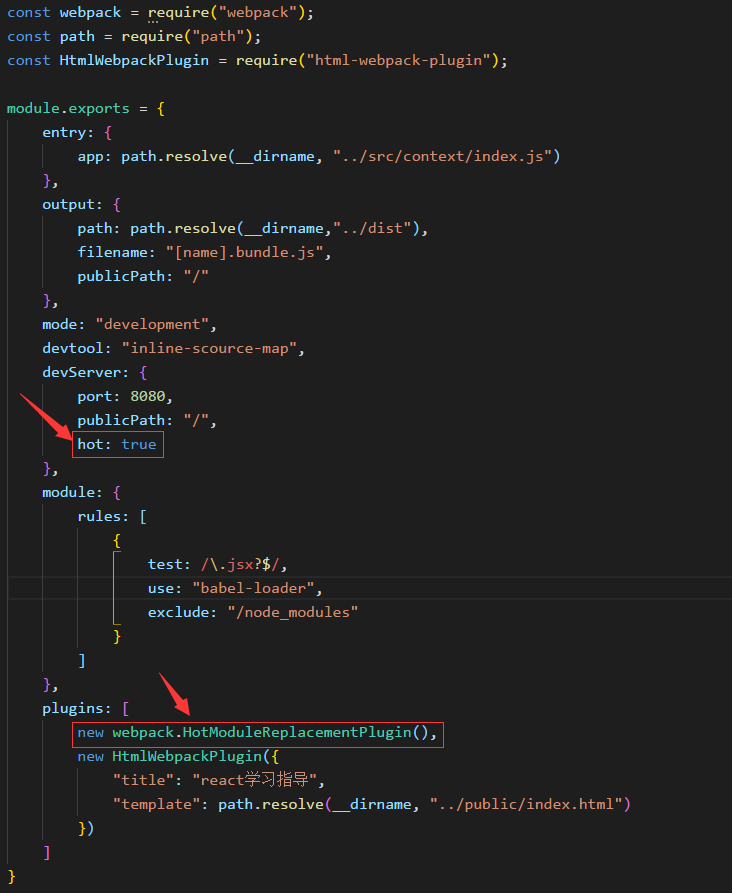 const webpack = require("webpack");
const path = require("path");
const HtmlWebpackPlugin = require("html-webpack-plugin");
module.exports = {
entry: {
app: path.resolve(__dirname, "../src/context/index.js")
},
output: {
path: path.resolve(__dirname,"../dist"),
filename: "[name].bundle.js",
publicPath: "/"
},
mode: "development",
devtool: "inline-scource-map",
devServer: {
port: 8080,
publicPath: "/",
hot: true
},
module: {
rules: [
{
test: /\.jsx?$/,
use: "babel-loader",
exclude: "/node_modules"
}
]
},
plugins: [
new webpack.HotModuleReplacementPlugin(),
new HtmlWebpackPlugin({
"title": "react学习指导",
"template": path.resolve(__dirname, "../public/index.html")
})
]
}